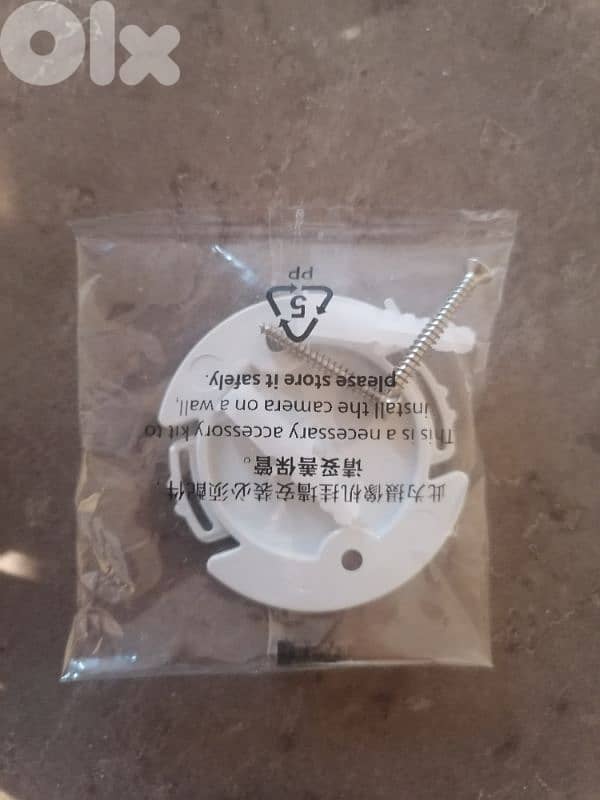 OLX
此为摄像机挂墙安装必须配件，
请妥善保管。
This is a necessary accessory kit to
install the camera on a wall,
please store it safely.
5
PP